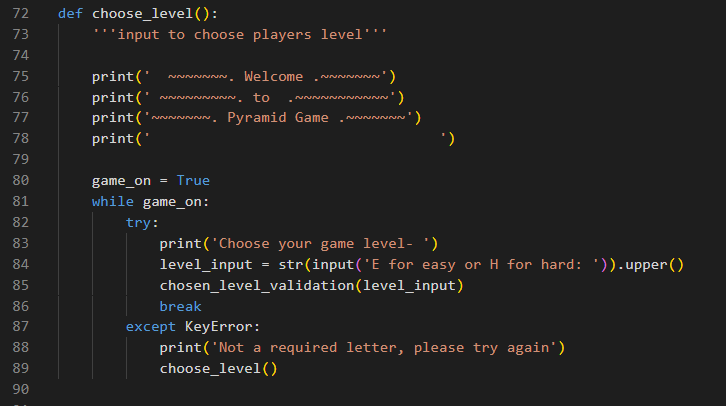 72 def choose_level():
73 '''input to choose players level'''
74
75 print('  ~~~~~~~. Welcome .~~~~~~~')
76 print(' ~~~~~~~~~. to  .~~~~~~~~~~~')
77 print('~~~~~~~. Pyramid Game .~~~~~~~')
78 print('                                  ')
79
80 game_on = True
81 while game_on:
82 try:
83 print('Choose your game level- ')
84 level_input = str(input('E for easy or H for hard: ')).upper()
85 chosen_level_validation(level_input)
86 break
87 except KeyError:
88 print('Not a required letter, please try again')
89 choose_level()
90